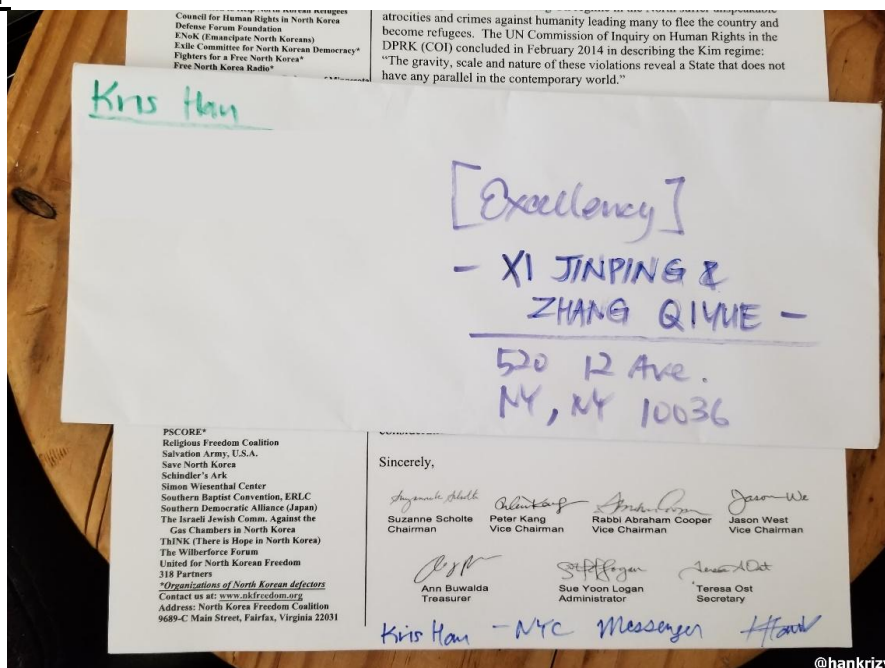 Council for Human Rights in North Korea
Defense Forum Foundation
ENoK (Emancipate North Koreans)
Exile Committee for North Korean Democracy*
Fighters for a Free North Korea*
Free North Korea Radio*
atrocities and crimes against humanity leading many to flee the country and
become refugees. The UN Commission of Inquiry on Human Rights in the
DPRK (COI) concluded in February 2014 in describing the Kim regime:
“The gravity, scale and nature of these violations reveal a State that does not
have any parallel in the contemporary world.”
Kris Han
[Excellency]
- XI JINPING &
ZHANG QIYUE -
520 12 Ave.
NY, NY 10036
PSCORE*
Religious Freedom Coalition
Salvation Army, U.S.A.
Save North Korea
Schindler's Ark
Simon Wiesenthal Center
Southern Baptist Convention, ERLC
Southern Democratic Alliance (Japan)
The Israeli Jewish Comm. Against the
Gas Chambers in North Korea
ThINK (There is Hope in North Korea)
The Wilberforce Forum
United for North Korean Freedom
318 Partners
*Organizations of North Korean defectors
Contact us at: www.nkfreedom.org
Address: North Korea Freedom Coalition
9689-C Main Street, Fairfax, Virginia 22031
Sincerely,
Suzanne Scholte
Chairman
Peter Kang
Vice Chairman
Rabbi Abraham Cooper
Vice Chairman
Jason West
Vice Chairman
Ann Buwalda
Treasurer
Sue Yoon Logan
Administrator
Teresa Ost
Secretary
Kris Han - NYC Messenger